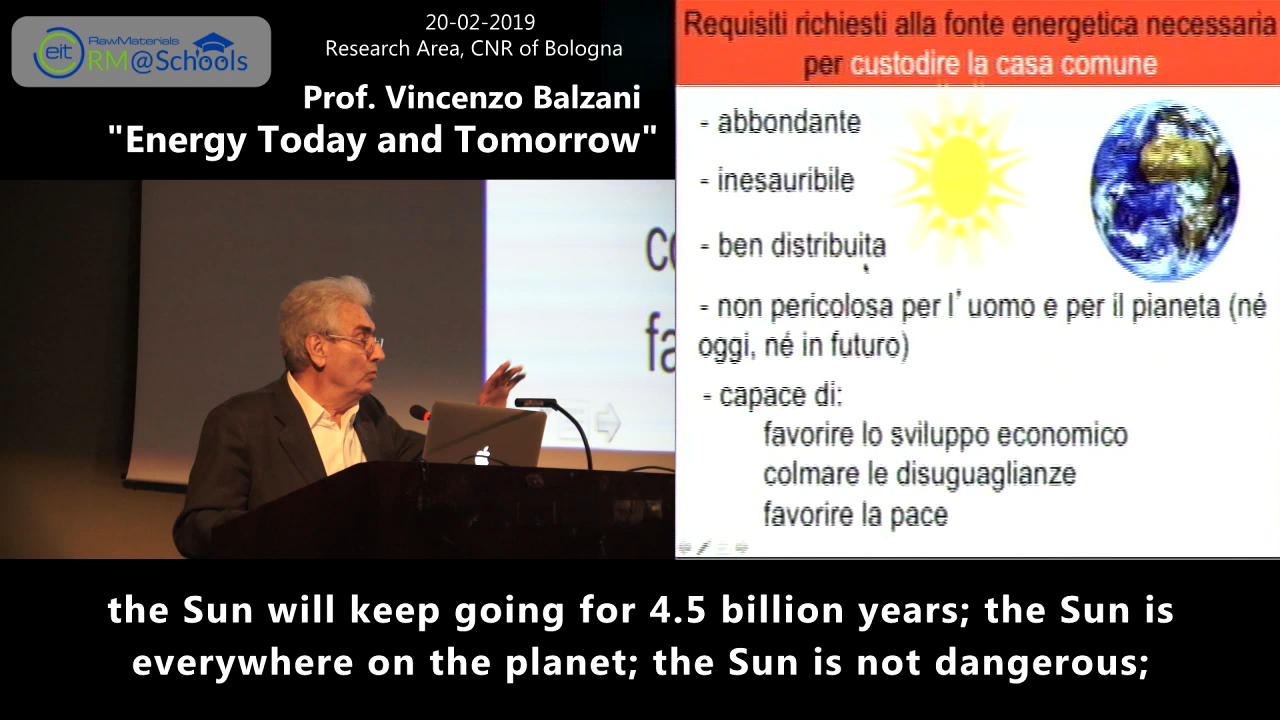 eit
RawMaterials
RM@Schools
20-02-2019
Research Area, CNR of Bologna
Prof. Vincenzo Balzani
"Energy Today and Tomorrow"
Requisiti richiesti alla fonte energetica necessaria
per custodire la casa comune
- abbondante
- inesauribile
- ben distribuita
- non pericolosa per l'uomo e per il pianeta (né
oggi, né in futuro)
- capace di:
favorire lo sviluppo economico
colmare le disuguaglianze
favorire la pace
co
fa
the Sun will keep going for 4.5 billion years; the Sun is
everywhere on the planet; the Sun is not dangerous;